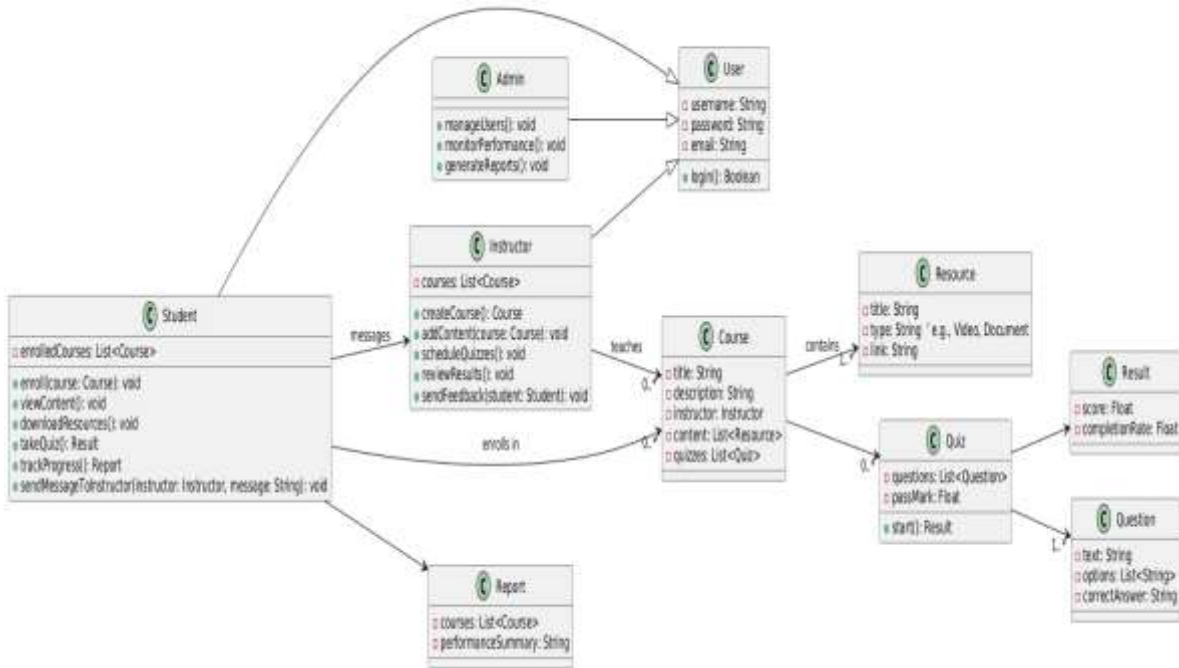 C User
username: String
password: String
email: String
login(): Boolean
C Admin
manageUsers(): void
monitorPerformance(): void
generateReports(): void
C Instructor
courses: List<Course>
createCourse(): Course
addContent(course: Course): void
scheduleQuizzes(): void
reviewResults(): void
sendFeedback(student: Student): void
C Student
enrolledCourses: List<Course>
enroll(course: Course): void
viewContent(): void
downloadResources(): void
takeQuiz(): Result
trackProgress(): Report
sendMessageToInstructor(instructor: Instructor, message: String): void
messages
teaches
0..
enrolls in
0..
C Course
title: String
description: String
instructor: Instructor
content: List<Resource>
quizzes: List<Quiz>
contains
1..
0..
C Resource
title: String
type: String ' e.g., Video, Document
link: String
C Quiz
questions: List<Question>
passMark: Float
start(): Result
C Result
score: Float
completionRate: Float
1..
C Question
text: String
options: List<String>
correctAnswer: String
C Report
courses: List<Course>
performanceSummary: String